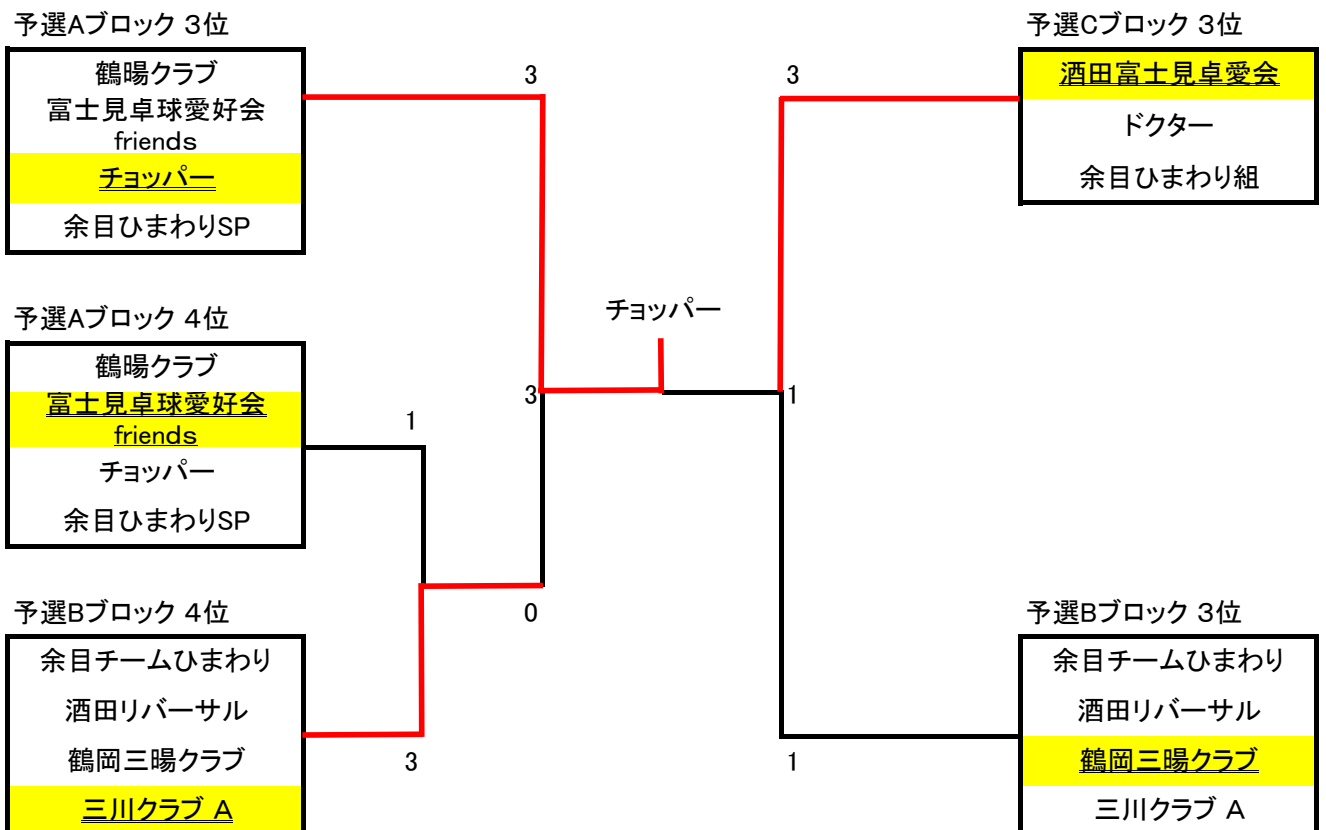 予選Aブロック 3位
鶴暘クラブ
富士見卓球愛好会
friends
チョッパー
余目ひまわりSP
3
3
予選Cブロック 3位
酒田富士見卓愛会
ドクター
余目ひまわり組
チョッパー
予選Aブロック 4位
鶴暘クラブ
富士見卓球愛好会
friends
チョッパー
余目ひまわりSP
1
3
1
予選Bブロック 4位
余目チームひまわり
酒田リバーサル
鶴岡三暘クラブ
三川クラブ A
0
3
1
予選Bブロック 3位
余目チームひまわり
酒田リバーサル
鶴岡三暘クラブ
三川クラブ A